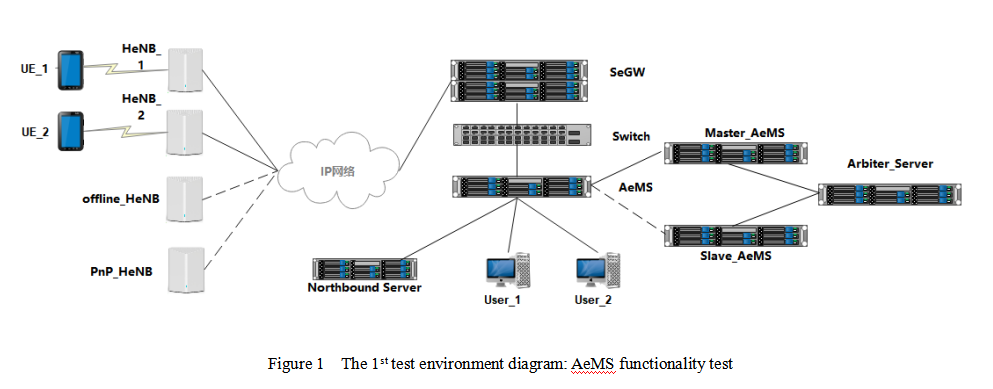 UE_1
HeNB_
1
UE_2
HeNB_
2
offline_HeNB
PnP_HeNB
IP网络
SeGW
Switch
AeMS
Master_AeMS
Arbiter_Server
Slave_AeMS
Northbound Server
User_1
User_2
Figure 1 The 1st test environment diagram: AeMS functionality test